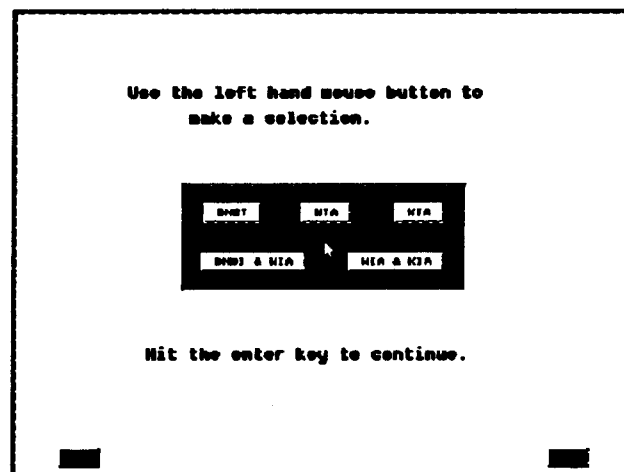 Use the left hand mouse button to
make a selection.
WIA KIA
WIA & KIA
Hit the enter key to continue.